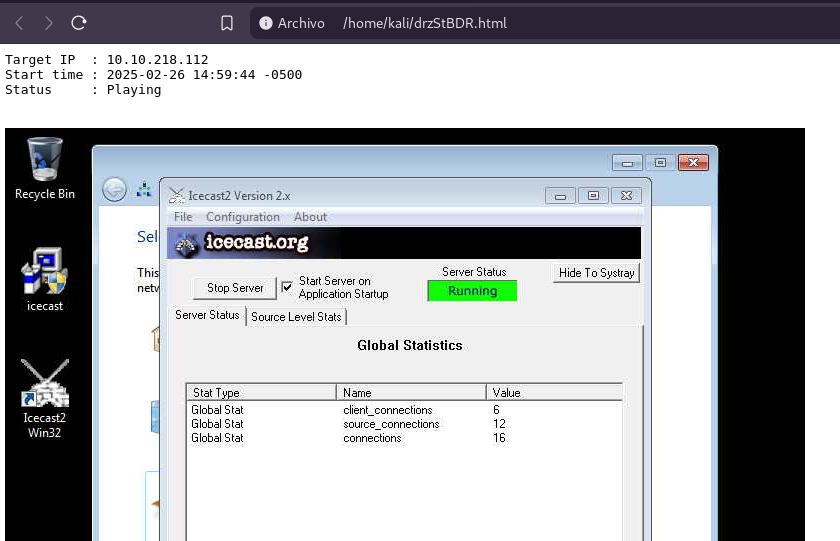 Archivo /home/kali/drzStBDR.html
Target IP  : 10.10.218.112
Start time : 2025-02-26 14:59:44 -0500
Status     : Playing
Recycle Bin
icecast
Icecast2
Win32
Sel
This
netw
Icecast2 Version 2.x
File Configuration About
icecast.org
Stop Server
Start Server on
Application Startup
Server Status
Running
Hide To Systray
Server Status Source Level Stats
Global Statistics
Stat Type Name Value
Global Stat client_connections 6
Global Stat source_connections 12
Global Stat connections 16